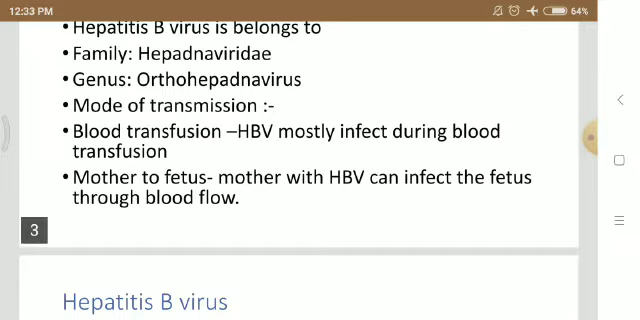 12:33 PM 64%
• Hepatitis B virus is belongs to
• Family: Hepadnaviridae
• Genus: Orthohepadnavirus
• Mode of transmission :-
• Blood transfusion –HBV mostly infect during blood
transfusion
• Mother to fetus- mother with HBV can infect the fetus
through blood flow.
3
Hepatitis B virus